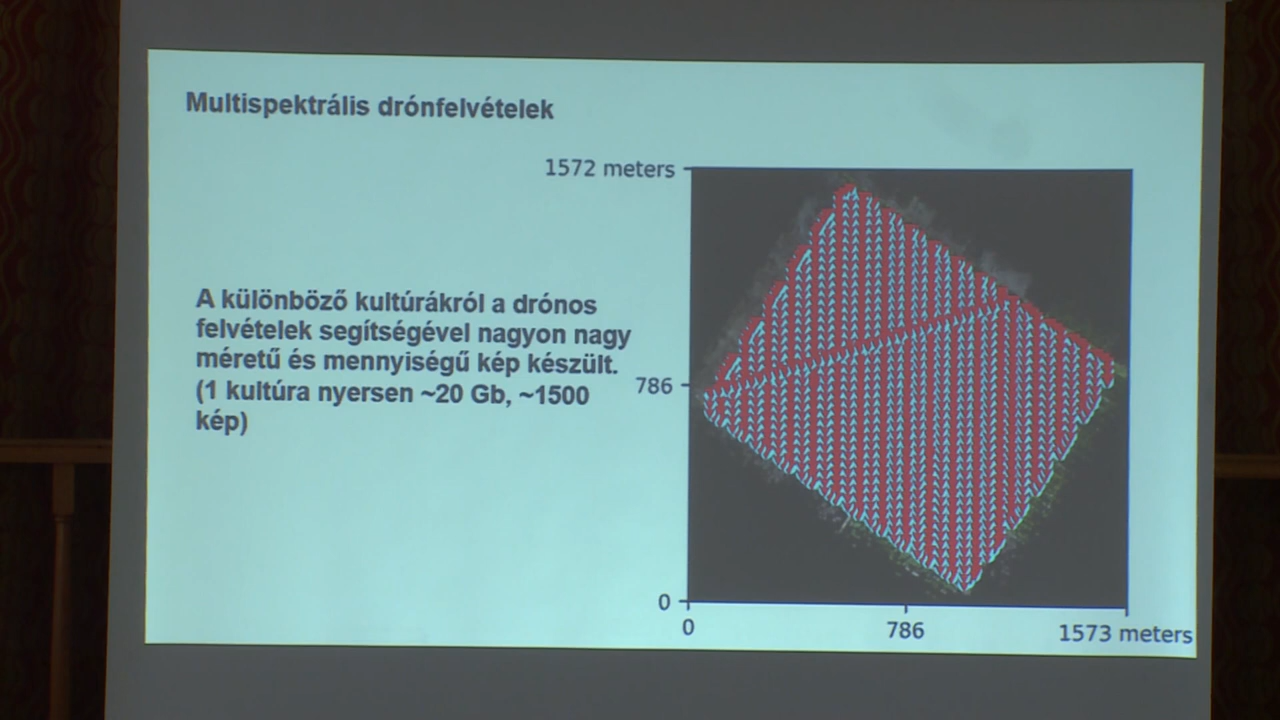 Multispektrális drónfelvételek
1572 meters
A különböző kultúrákról a drónos
felvételek segítségével nagyon nagy
méretű és mennyiségű kép készült.
(1 kultúra nyersen ~20 Gb, ~1500
kép)
786
0
0
786
1573 meters